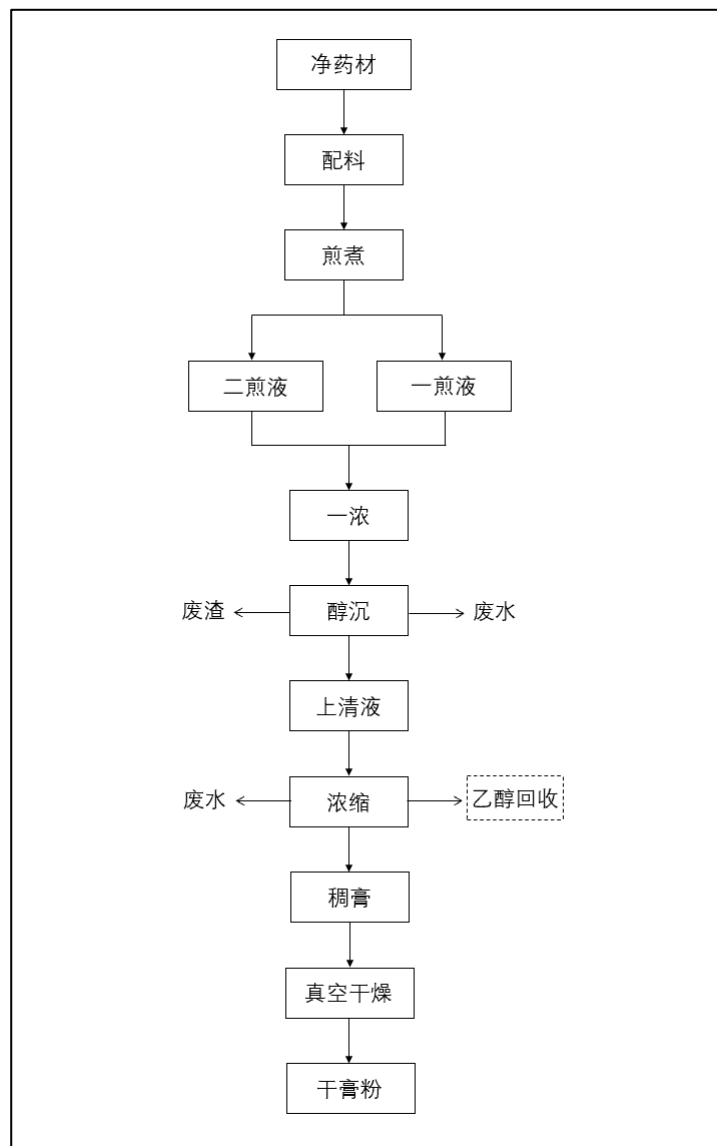 净药材
配料
煎煮
二煎液
一煎液
一浓
废渣
醇沉
废水
上清液
废水
浓缩
乙醇回收
稠膏
真空干燥
干膏粉